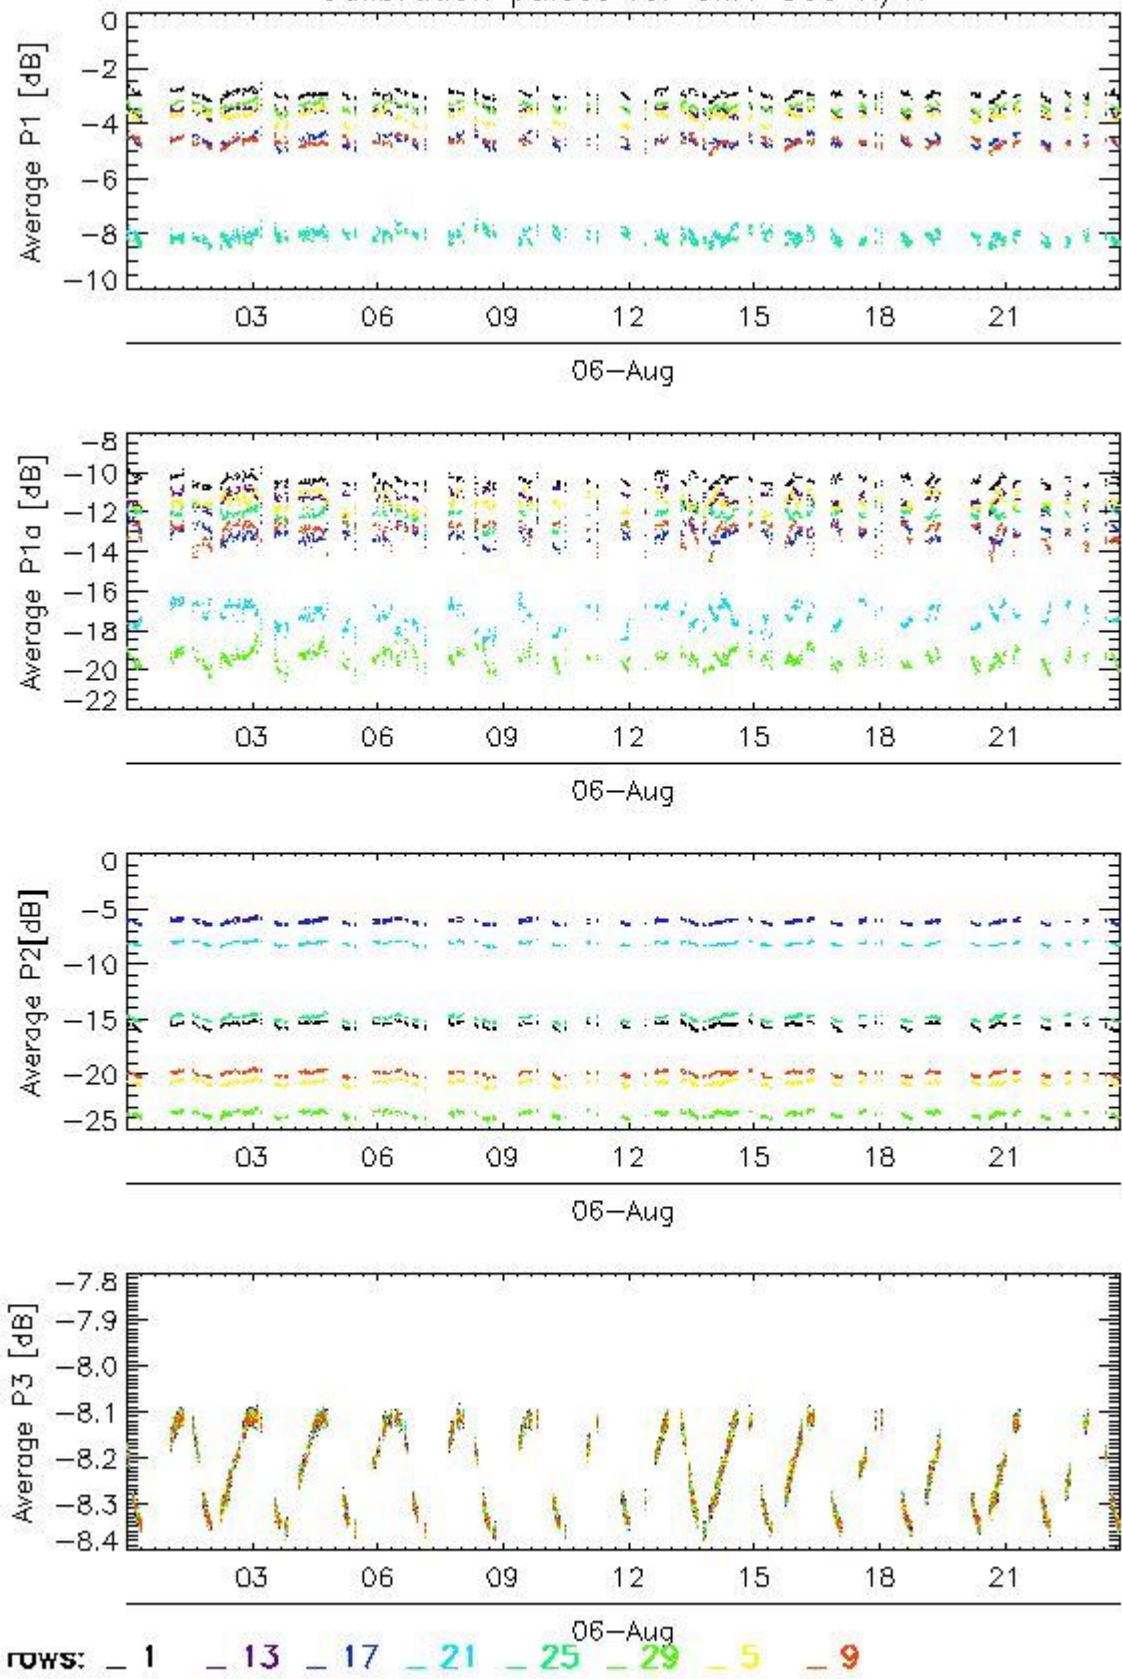 0
-2
-4
-6
-8
-10
Average P1 [dB]
03 06 09 12 15 18 21
06-Aug
-8
-10
-12
-14
-16
-18
-20
-22
Average P1a [dB]
03 06 09 12 15 18 21
06-Aug
0
-5
-10
-15
-20
-25
Average P2[dB]
03 06 09 12 15 18 21
06-Aug
-7.8
-7.9
-8.0
-8.1
-8.2
-8.3
-8.4
Average P3 [dB]
03 06 09 12 15 18 21
06-Aug
rows: _ 1 _ 13 _ 17 _ 21 _ 25 _ 29 _ 5 _ 9